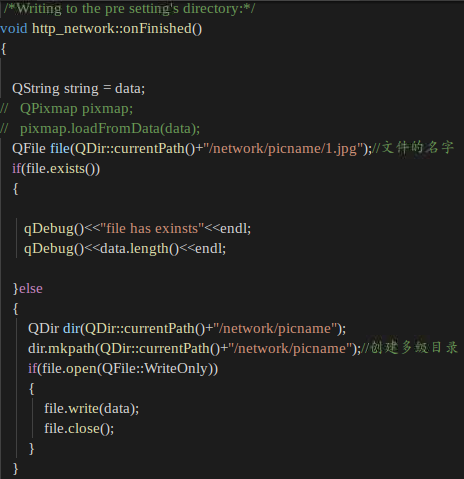 /*Writing to the pre setting's directory:*/
void http_network::onFinished()
{
QString string = data;
// QPixmap pixmap;
// pixmap.loadFromData(data);
QFile file(QDir::currentPath()+"/network/picname/1.jpg");//文件的名字
if(file.exists())
{
qDebug()<<"file has exinsts"<<endl;
qDebug()<<data.length()<<endl;
}else
{
QDir dir(QDir::currentPath()+"/network/picname");
dir.mkpath(QDir::currentPath()+"/network/picname");//创建多级目录
if(file.open(QFile::WriteOnly))
{
file.write(data);
file.close();
}
}